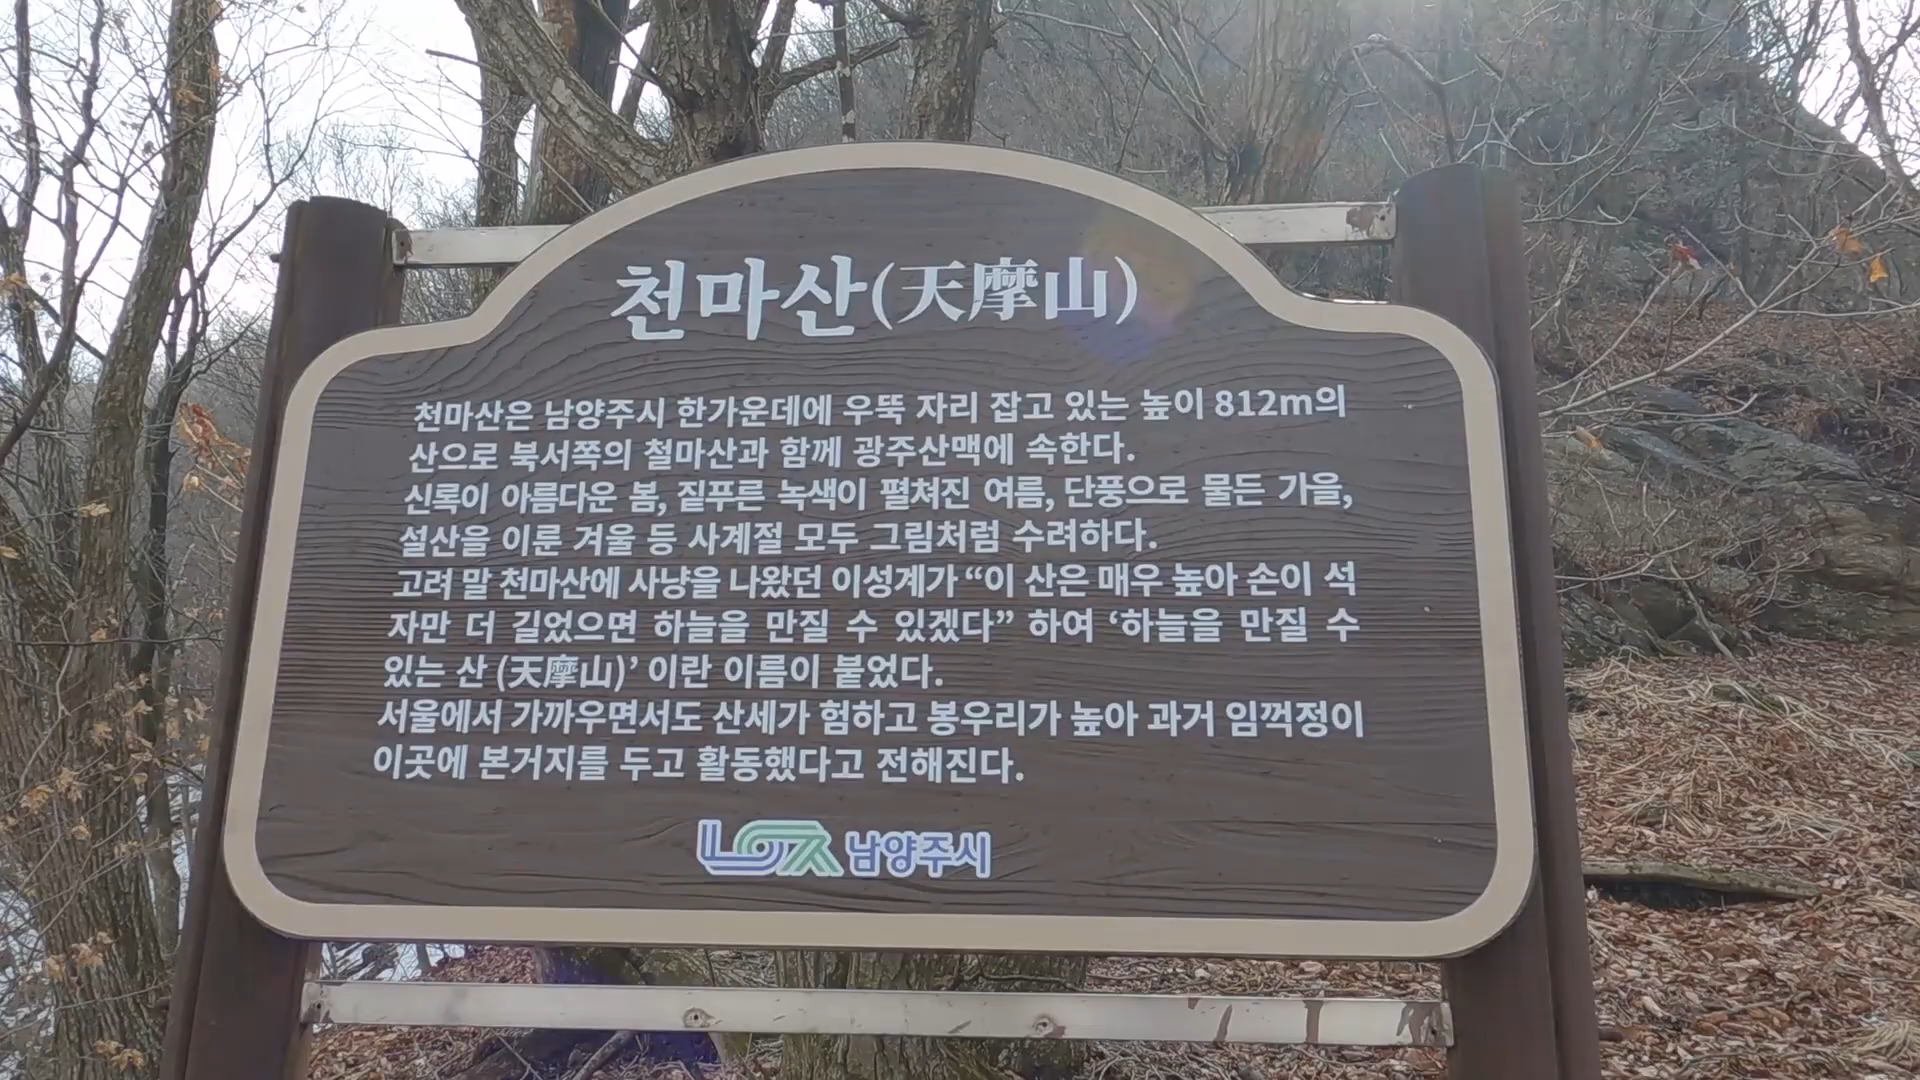 천마산(天摩山)
천마산은 남양주시 한가운데에 우뚝 자리 잡고 있는 높이 812m의
산으로 북서쪽의 철마산과 함께 광주산맥에 속한다.
신록이 아름다운 봄, 짙푸른 녹색이 펼쳐진 여름, 단풍으로 물든 가을,
설산을 이룬 겨울 등 사계절 모두 그림처럼 수려하다.
고려 말 천마산에 사냥을 나왔던 이성계가 “이 산은 매우 높아 손이 석
자만 더 길었으면 하늘을 만질 수 있겠다” 하여 ‘하늘을 만질 수
있는 산 (天摩山)’ 이란 이름이 붙었다.
서울에서 가까우면서도 산세가 험하고 봉우리가 높아 과거 임꺽정이
이곳에 본거지를 두고 활동했다고 전해진다.
남양주시